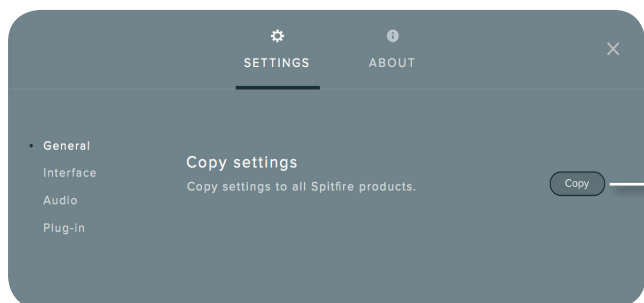 SETTINGS ABOUT
General
Interface
Audio
Plug-in
Copy settings
Copy settings to all Spitfire products.
Copy